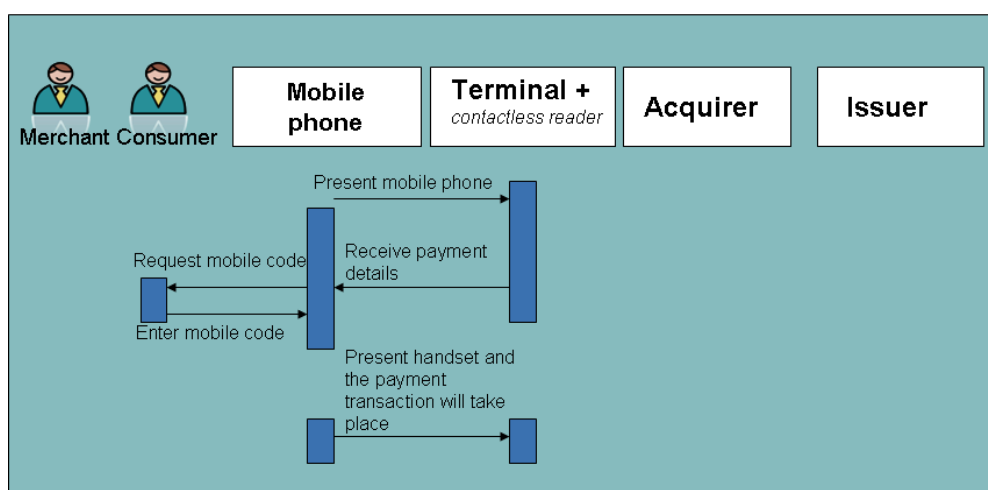 Merchant Consumer
Mobile
phone
Terminal +
contactless reader
Acquirer
Issuer
Present mobile phone
Receive payment
details
Request mobile code
Enter mobile code
Present handset and
the payment
transaction will take
place